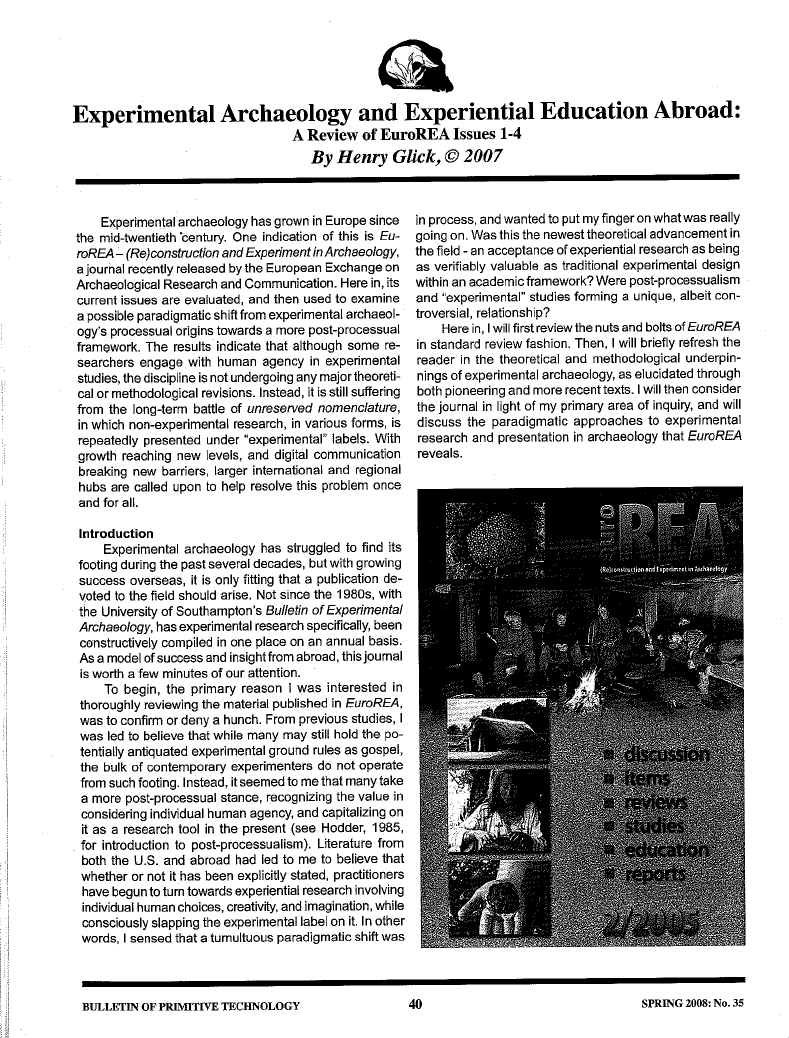 Experimental Archaeology and Experiential Education Abroad:
A Review of EuroREA Issues 1-4
By Henry Glick, © 2007
Experimental archaeology has grown in Europe since
the mid-twentieth century. One indication of this is Eu-
roREA – (Re)construction and Experiment in Archaeology,
a journal recently released by the European Exchange on
Archaeological Research and Communication. Here in, its
current issues are evaluated, and then used to examine
a possible paradigmatic shift from experimental archaeol-
ogy's processual origins towards a more post-processual
framework. The results indicate that although some re-
searchers engage with human agency in experimental
studies, the discipline is not undergoing any major theoreti-
cal or methodological revisions. Instead, it is still suffering
from the long-term battle of unreserved nomenclature,
in which non-experimental research, in various forms, is
repeatedly presented under "experimental" labels. With
growth reaching new levels, and digital communication
breaking new barriers, larger international and regional
hubs are called upon to help resolve this problem once
and for all.
Introduction
Experimental archaeology has struggled to find its
footing during the past several decades, but with growing
success overseas, it is only fitting that a publication de-
voted to the field should arise. Not since the 1980s, with
the University of Southampton's Bulletin of Experimental
Archaeology, has experimental research specifically, been
constructively compiled in one place on an annual basis.
As a model of success and insight from abroad, this journal
is worth a few minutes of our attention.
To begin, the primary reason I was interested in
thoroughly reviewing the material published in EuroREA,
was to confirm or deny a hunch. From previous studies, I
was led to believe that while many may still hold the po-
tentially antiquated experimental ground rules as gospel,
the bulk of contemporary experimenters do not operate
from such footing. Instead, it seemed to me that many take
a more post-processual stance, recognizing the value in
considering individual human agency, and capitalizing on
it as a research tool in the present (see Hodder, 1985,
for introduction to post-processualism). Literature from
both the U.S. and abroad had led to me to believe that
whether or not it has been explicitly stated, practitioners
have begun to turn towards experiential research involving
individual human choices, creativity, and imagination, while
consciously slapping the experimental label on it. In other
words, I sensed that a tumultuous paradigmatic shift was
in process, and wanted to put my finger on what was really
going on. Was this the newest theoretical advancement in
the field - an acceptance of experiential research as being
as verifiably valuable as traditional experimental design
within an academic framework? Were post-processualism
and "experimental" studies forming a unique, albeit con-
troversial, relationship?
Here in, I will first review the nuts and bolts of EuroREA
in standard review fashion. Then, I will briefly refresh the
reader in the theoretical and methodological underpin-
nings of experimental archaeology, as elucidated through
both pioneering and more recent texts. I will then consider
the journal in light of my primary area of inquiry, and will
discuss the paradigmatic approaches to experimental
research and presentation in archaeology that EuroREA
reveals.
euro REA
(Re)construction and Experiment in Archaeology
discussion
items
reviews
studies
education
reports
2/2005
BULLETIN OF PRIMITIVE TECHNOLOGY 40 SPRING 2008: No. 35